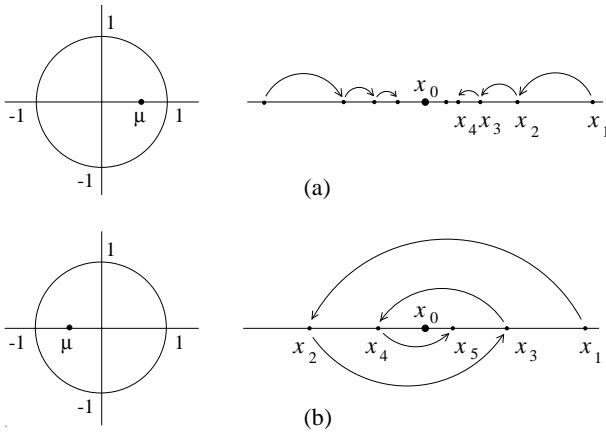 1
x0
-1 μ 1 x4 x3 x2 x1
-1
(a)
1
x0
-1 μ 1 x2 x4 x5 x3 x1
-1
(b)